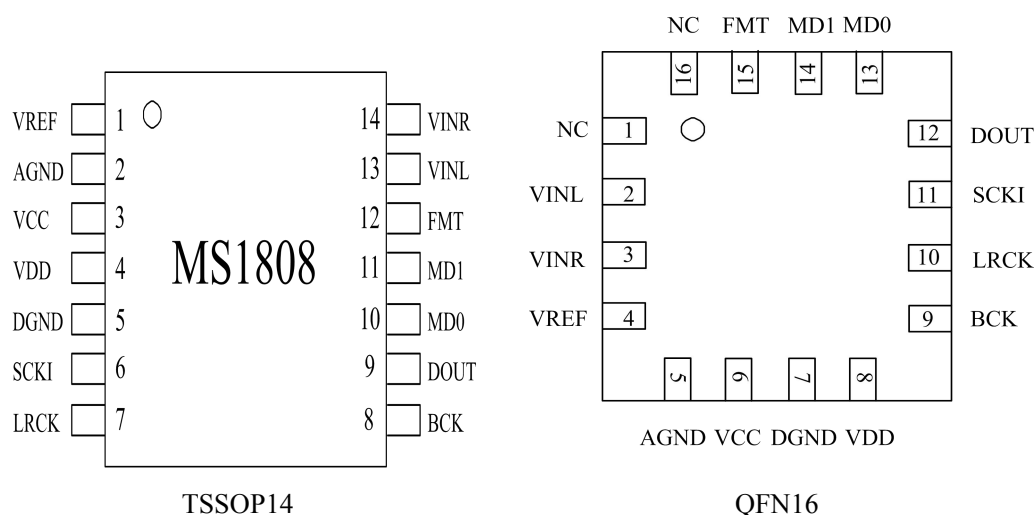 NC FMT MD1 MD0
16 15 14 13
VREF 1 14 VINR
AGND 2 13 VINL
VCC 3 12 FMT
VDD 4 11 MD1
DGND 5 10 MD0
SCKI 6 9 DOUT
LRCK 7 8 BCK
MS1808
TSSOP14
NC 1 12 DOUT
VINL 2 11 SCKI
VINR 3 10 LRCK
VREF 4 9 BCK
5 6 7 8
AGND VCC DGND VDD
QFN16